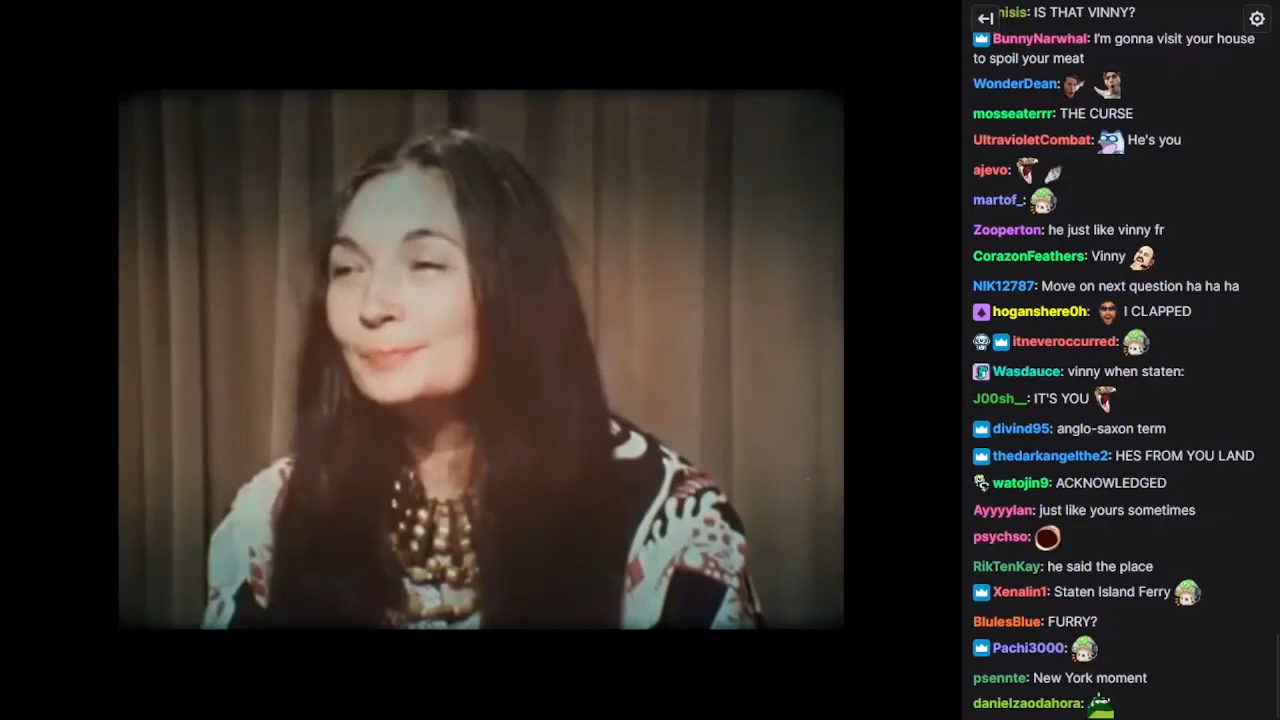 nisis: IS THAT VINNY?
BunnyNarwhal: I'm gonna visit your house
to spoil your meat
WonderDean:
mosseaterrr: THE CURSE
UltravioletCombat: He's you
ajevo:
martof_:
Zooperton: he just like vinny fr
CorazonFeathers: Vinny
NIK12787: Move on next question ha ha ha
hoganshere0h: I CLAPPED
itneveroccurred:
Wasdauce: vinny when staten:
J00sh__: IT'S YOU
divind95: anglo-saxon term
thedarkangelthe2: HES FROM YOU LAND
watojin9: ACKNOWLEDGED
Ayyyylan: just like yours sometimes
psychso:
RikTenKay: he said the place
Xenalin1: Staten Island Ferry
BlulesBlue: FURRY?
Pachi3000:
psennte: New York moment
danielzaodahora: